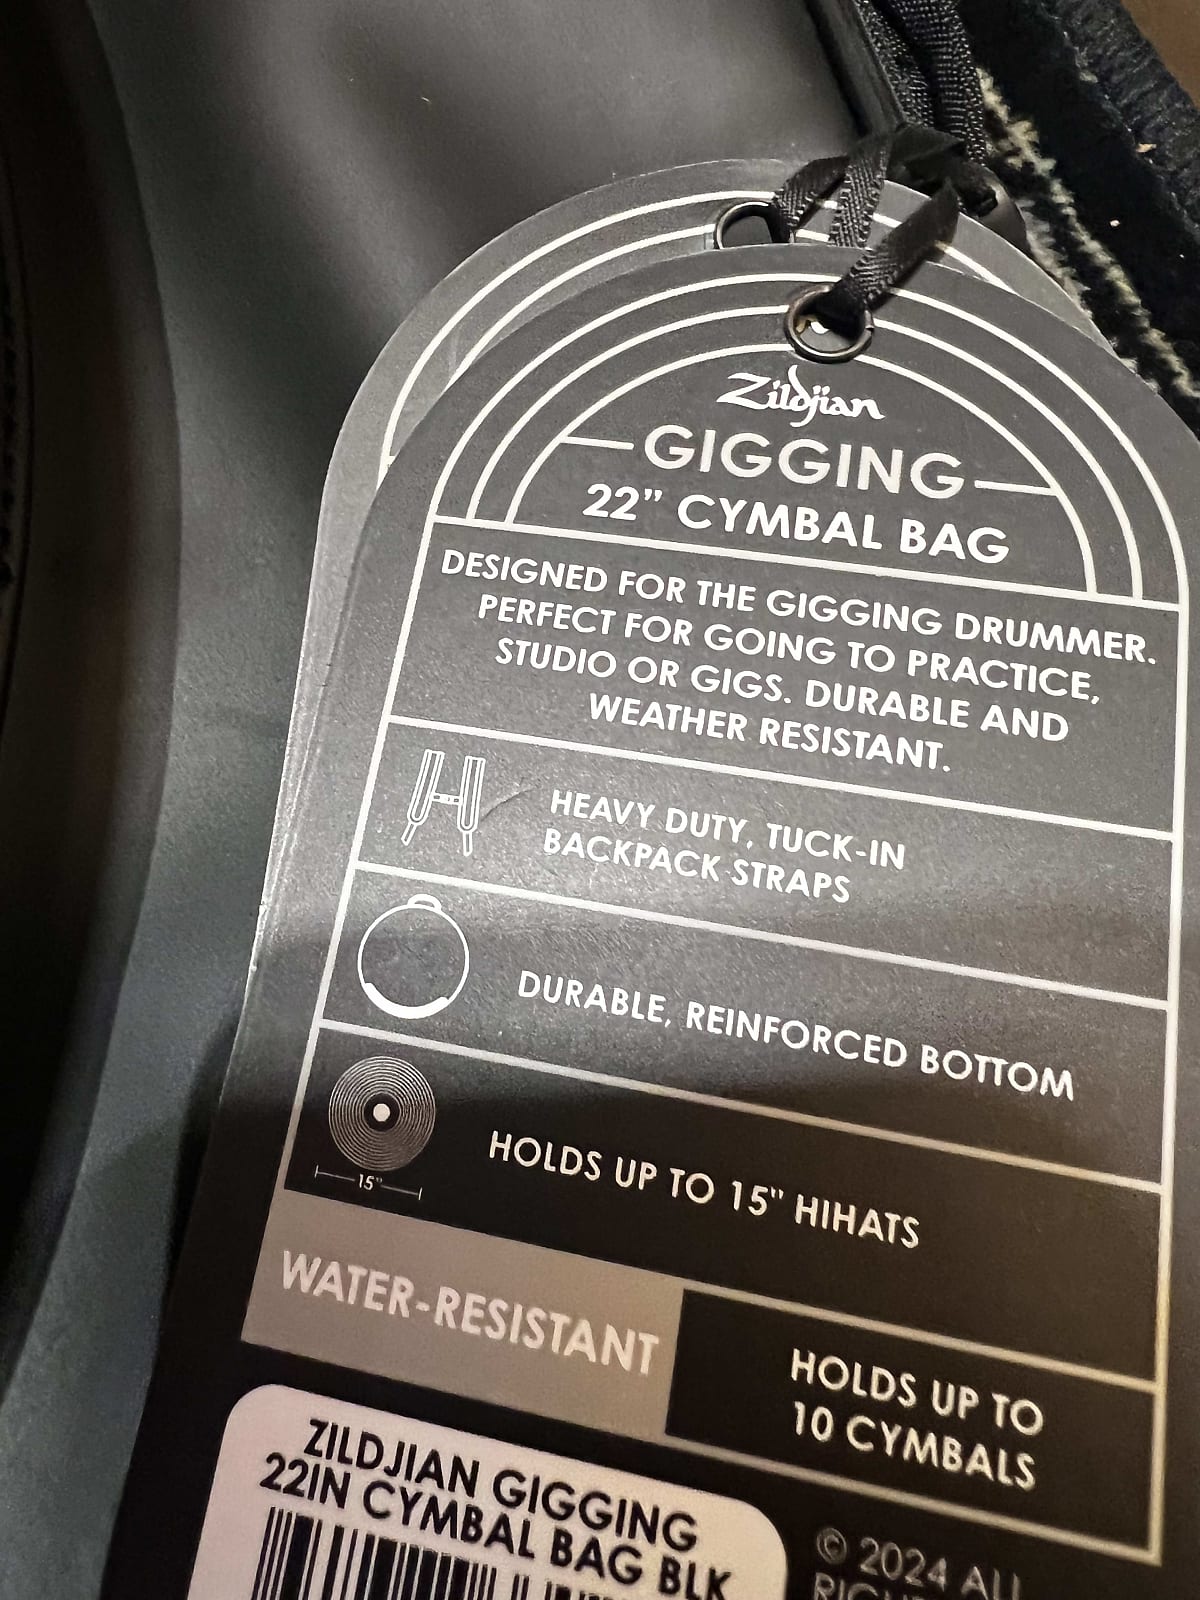 Zildjian
GIGGING
22” CYMBAL BAG
DESIGNED FOR THE GIGGING DRUMMER.
PERFECT FOR GOING TO PRACTICE,
STUDIO OR GIGS. DURABLE AND
WEATHER RESISTANT.
HEAVY DUTY, TUCK-IN
BACKPACK STRAPS
DURABLE, REINFORCED BOTTOM
15"
HOLDS UP TO 15" HIHATS
WATER-RESISTANT
HOLDS UP TO
10 CYMBALS
ZILDJIAN GIGGING
22IN CYMBAL BAG BLK
© 2024 ALL